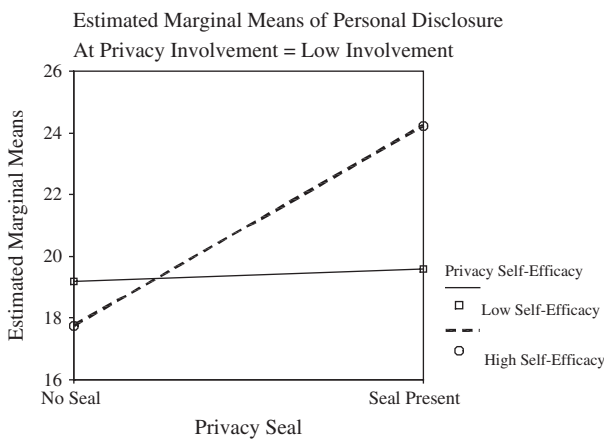 Estimated Marginal Means of Personal Disclosure
At Privacy Involvement = Low Involvement
Estimated Marginal Means
26
24
22
20
18
16
No Seal
Seal Present
Privacy Seal
Privacy Self-Efficacy
Low Self-Efficacy
High Self-Efficacy